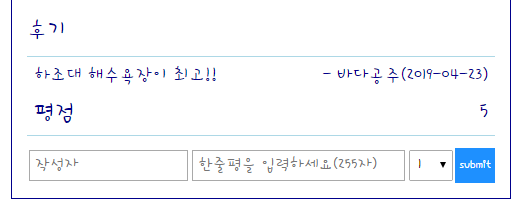 후기
하조대 해수욕장이 최고!! - 바다공주(2019-04-23)
평점 5
작성자 한줄평을 입력하세요(255자) 1 submit